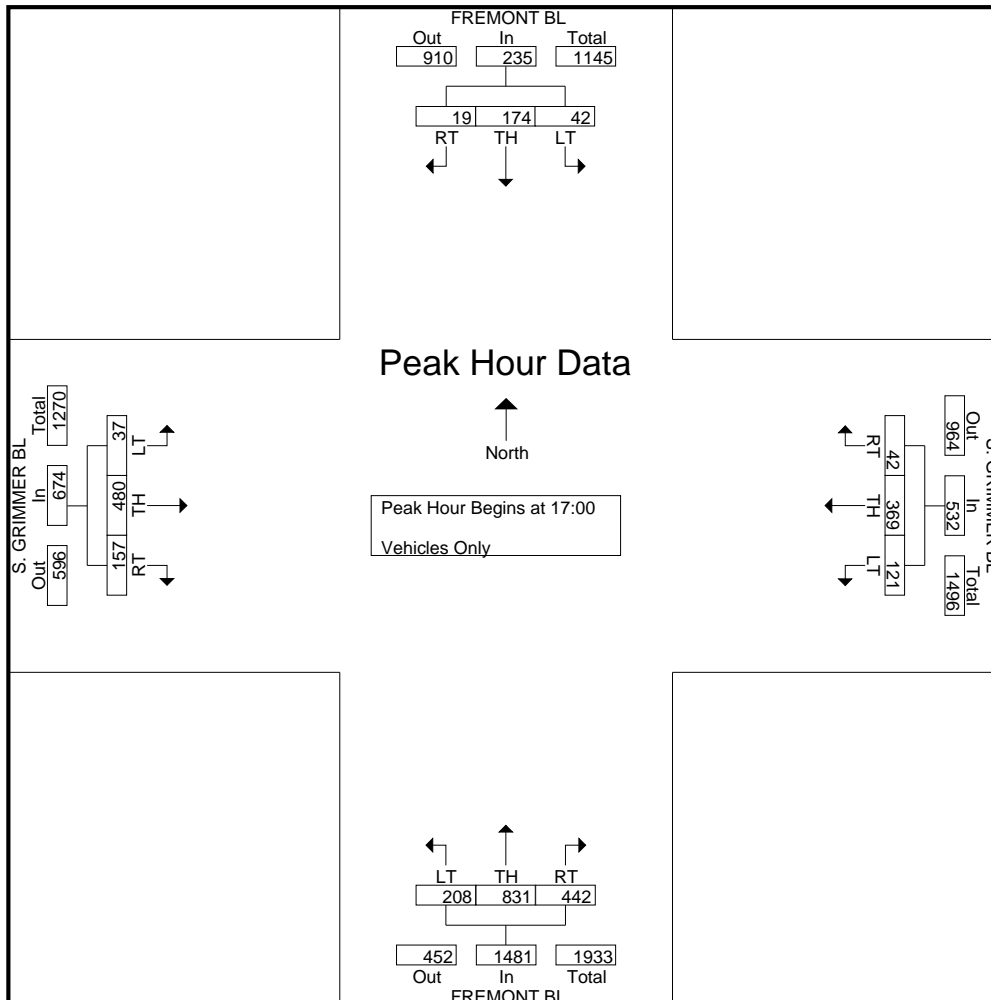 FREMONT BL
Out In Total
910 235 1145
19 174 42
RT TH LT
Peak Hour Data
North
Peak Hour Begins at 17:00
Vehicles Only
S. GRIMMER BL
Total In Out
1270 674 596
37 480 157
LT TH RT
S. GRIMMER BL
Out In Total
964 532 1496
42 369 121
RT TH LT
LT TH RT
208 831 442
452 1481 1933
Out In Total
FREMONT BL